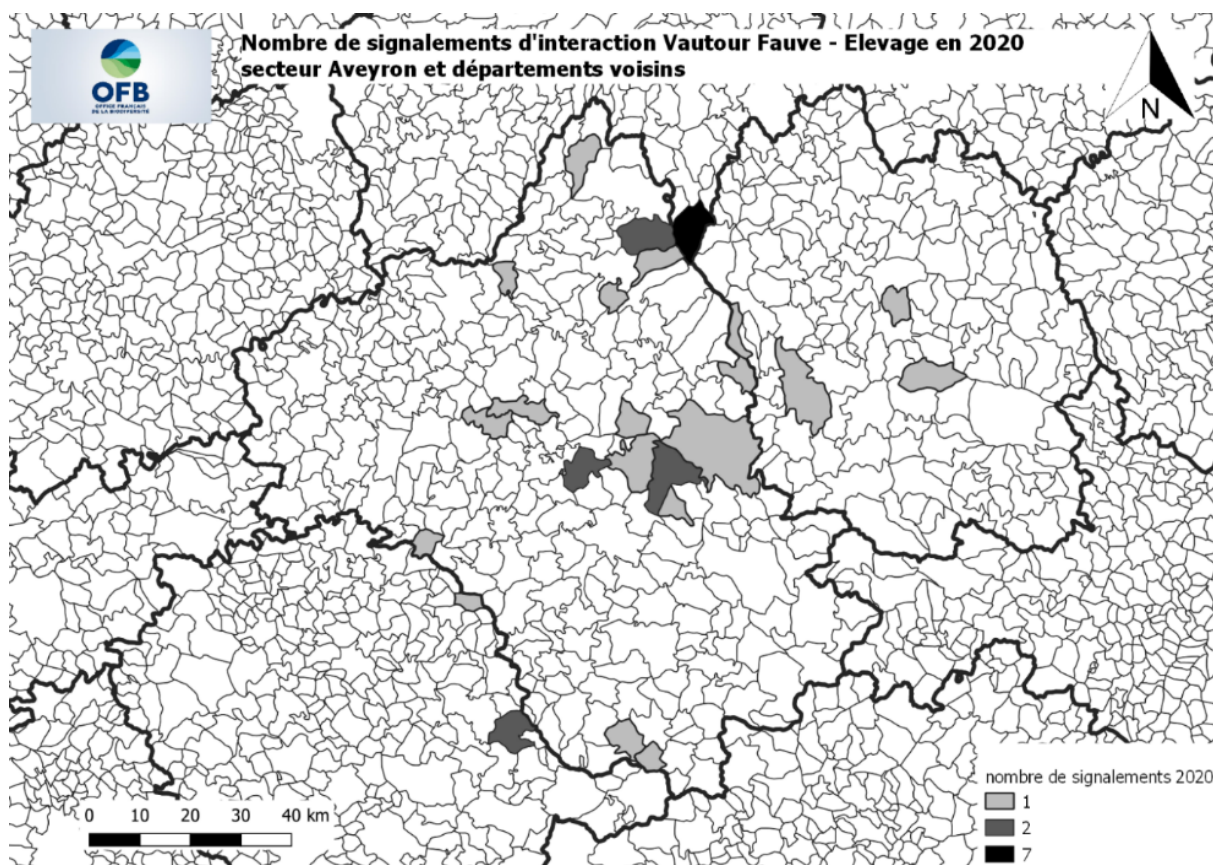 Nombre de signalements d'interaction Vautour Fauve - Elevage en 2020
secteur Aveyron et départements voisins
OFB
OFFICE FRANÇAIS
DE LA BIODIVERSITÉ
N
nombre de signalements 2020
1
2
7
0 10 20 30 40 km